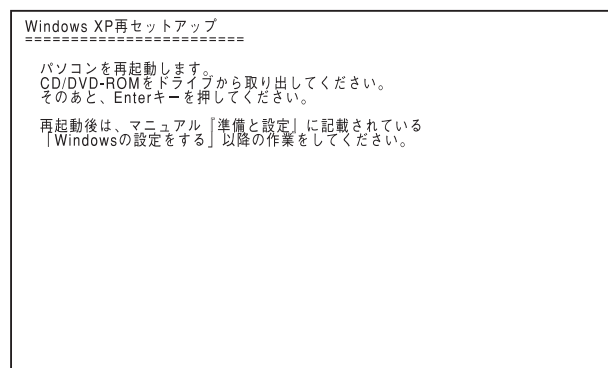 Windows XP再セットアップ
========================
パソコンを再起動します。
CD/DVD-ROMをドライブから取り出してください。
そのあと、Enterキーを押してください。
再起動後は、マニュアル『準備と設定』に記載されている
「Windowsの設定をする」以降の作業をしてください。